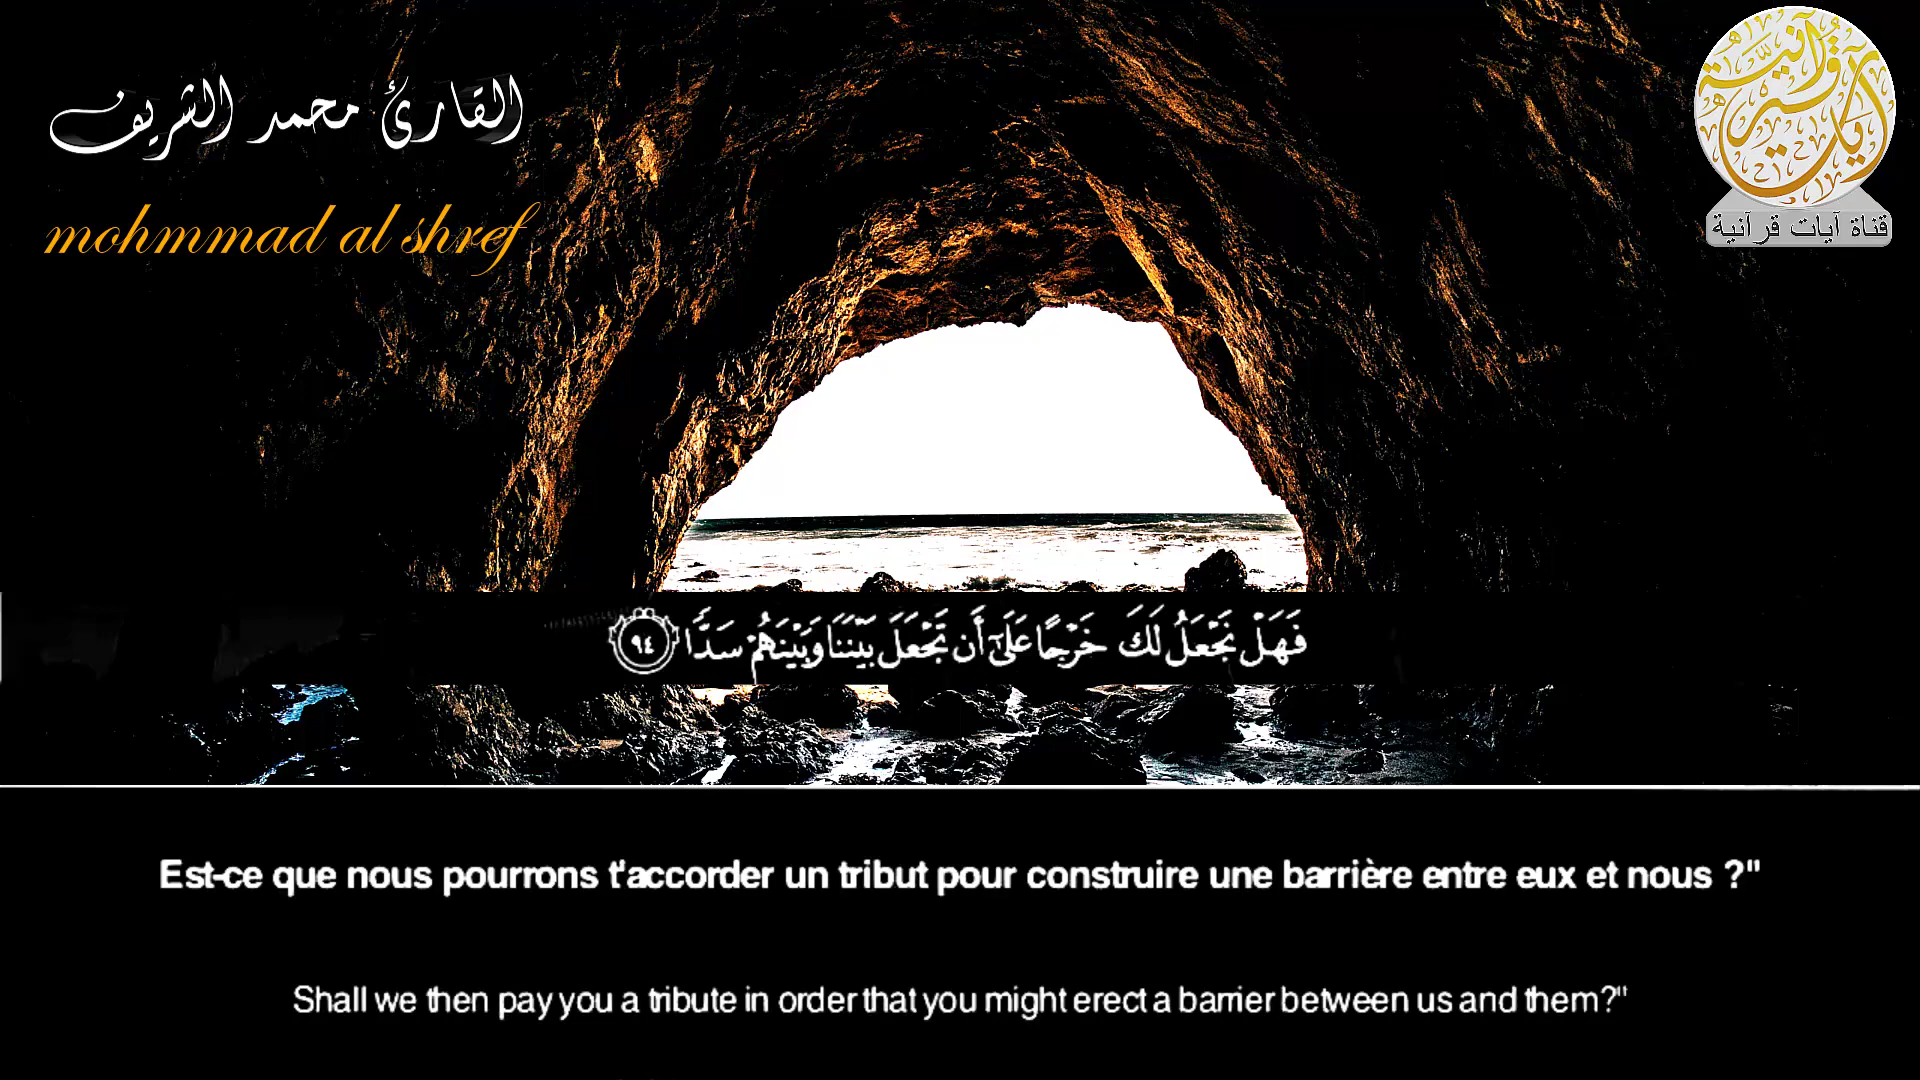 القارئ محمد الشريف
mohmmad al shref
آيات قرآنية
قناة آيات قرآنية
فَهَلْ نَجْعَلُ لَكَ خَرْجًا عَلَىٰٓ أَن تَجْعَلَ بَيْنَنَا وَبَيْنَهُمْ سَدًّا ٩٤
Est-ce que nous pourrons t'accorder un tribut pour construire une barrière entre eux et nous ?"
Shall we then pay you a tribute in order that you might erect a barrier between us and them?"